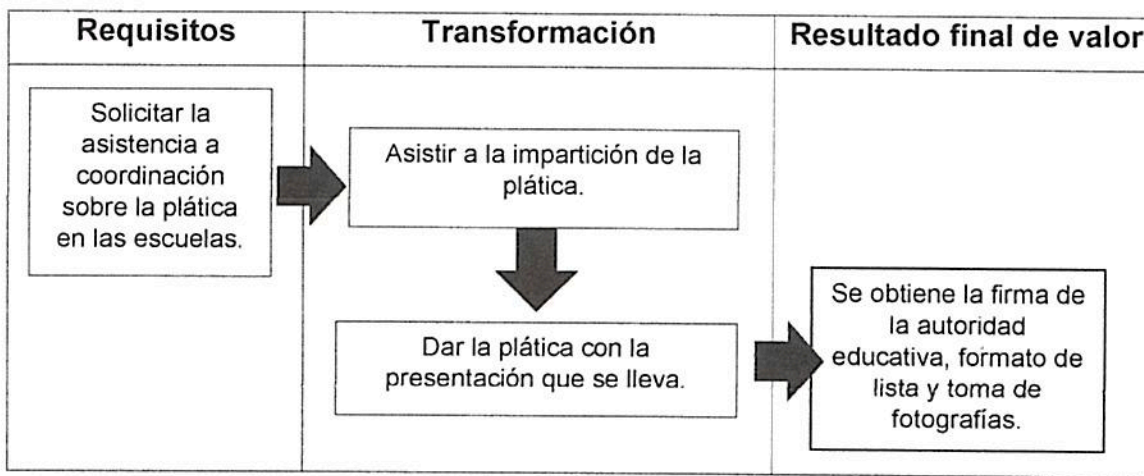 Requisitos
Transformación
Resultado final de valor
Solicitar la
asistencia a
coordinación
sobre la plática
en las escuelas.
Asistir a la impartición de la
plática.
Dar la plática con la
presentación que se lleva.
Se obtiene la firma de
la autoridad
educativa, formato de
lista y toma de
fotografías.